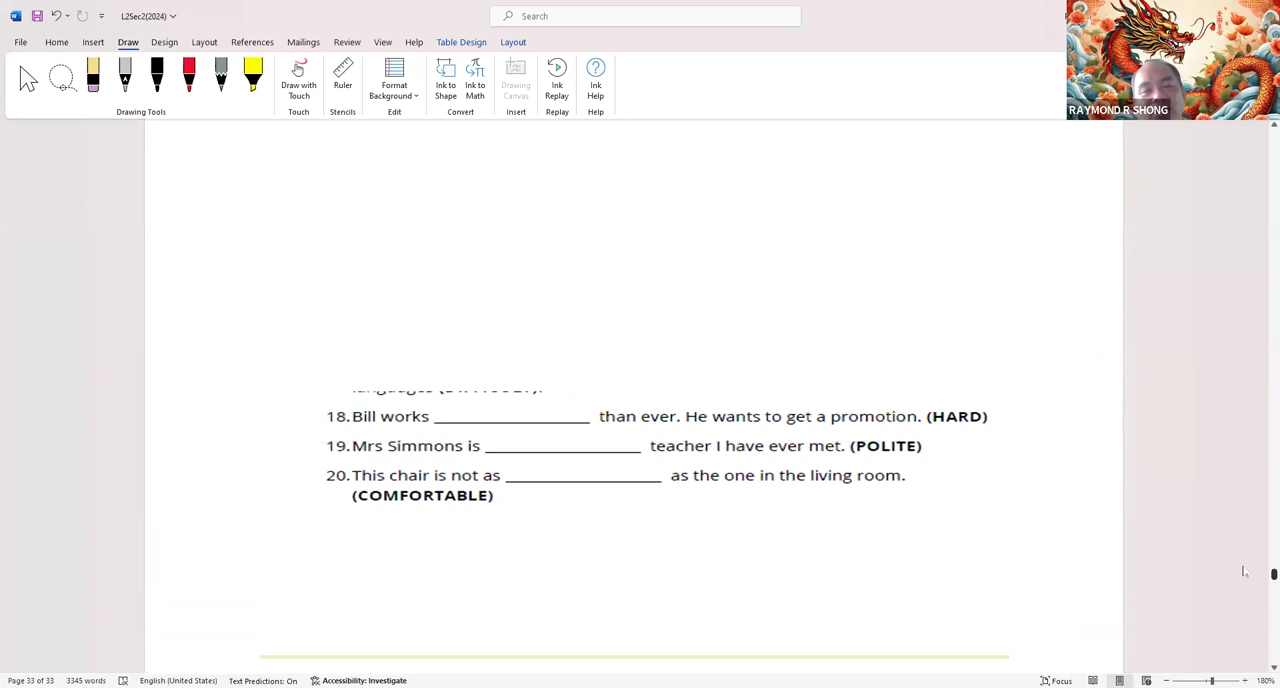 L2Sec2(2024)
Search
File Home Insert Draw Design Layout References Mailings Review View Help Table Design Layout
Draw with Touch
Ruler
Format Background
Ink to Shape
Ink to Math
Drawing Canvas
Ink Replay
Ink Help
Drawing Tools Touch Stencils Edit Convert Insert Replay Help
RAYMOND R SHONG
18. Bill works ____________ than ever. He wants to get a promotion. (HARD)
19. Mrs Simmons is ____________ teacher I have ever met. (POLITE)
20. This chair is not as ____________ as the one in the living room.
(COMFORTABLE)
Page 33 of 33 3345 words English (United States) Text Predictions: On Accessibility: Investigate Focus 180%